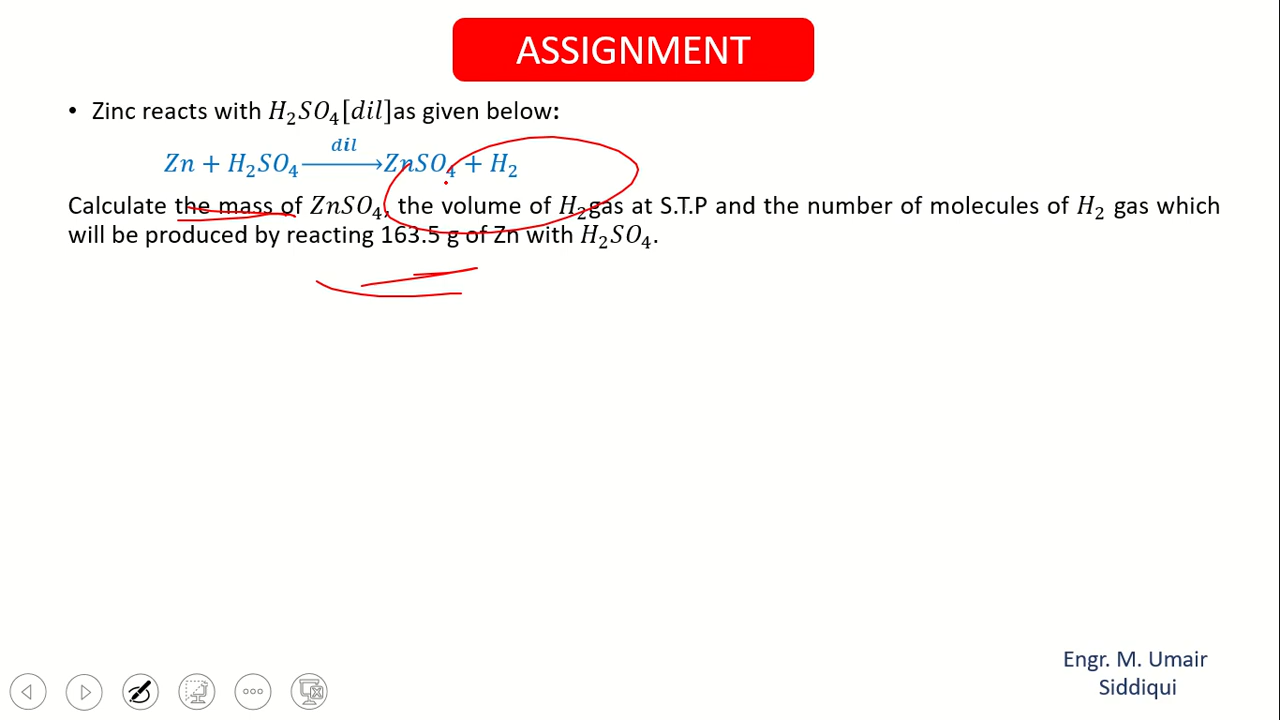 ASSIGNMENT
• Zinc reacts with H₂SO₄[dil]as given below:
Zn + H₂SO₄ —dil→ ZnSO₄ + H₂
Calculate the mass of ZnSO₄, the volume of H₂gas at S.T.P and the number of molecules of H₂ gas which
will be produced by reacting 163.5 g of Zn with H₂SO₄.
Engr. M. Umair
Siddiqui